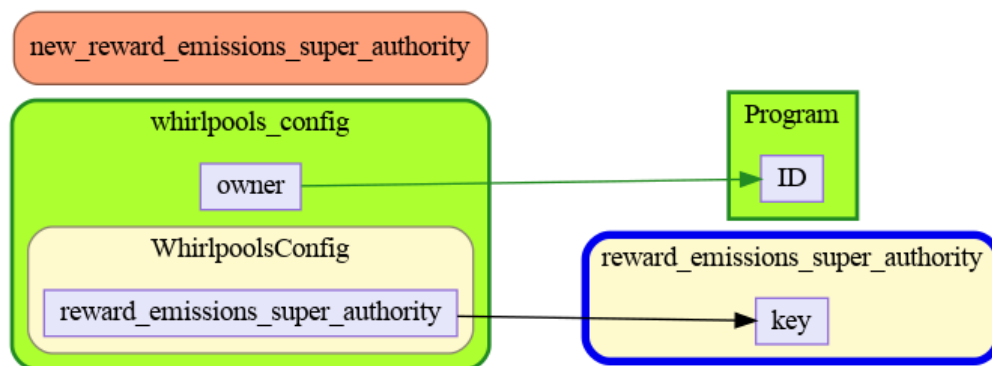 new_reward_emissions_super_authority
whirlpools_config
owner
WhirlpoolsConfig
reward_emissions_super_authority
Program
ID
reward_emissions_super_authority
key